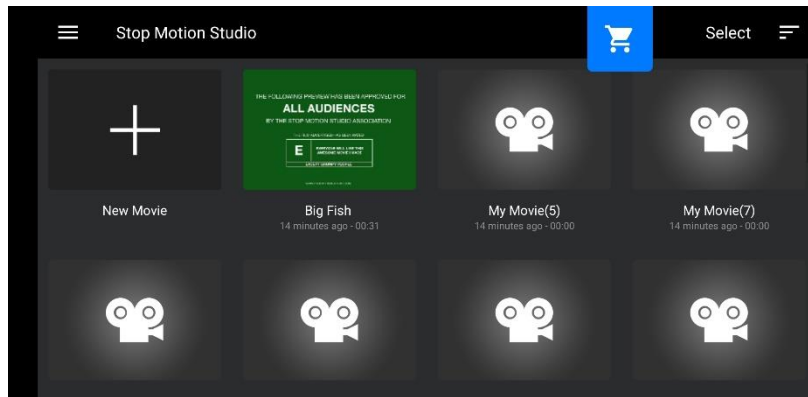 Stop Motion Studio
Select
THE FOLLOWING PREVIEW HAS BEEN APPROVED FOR
ALL AUDIENCES
BY THE STOP MOTION STUDIO ASSOCIATION
E
New Movie
Big Fish
14 minutes ago - 00:31
My Movie(5)
14 minutes ago - 00:00
My Movie(7)
14 minutes ago - 00:00